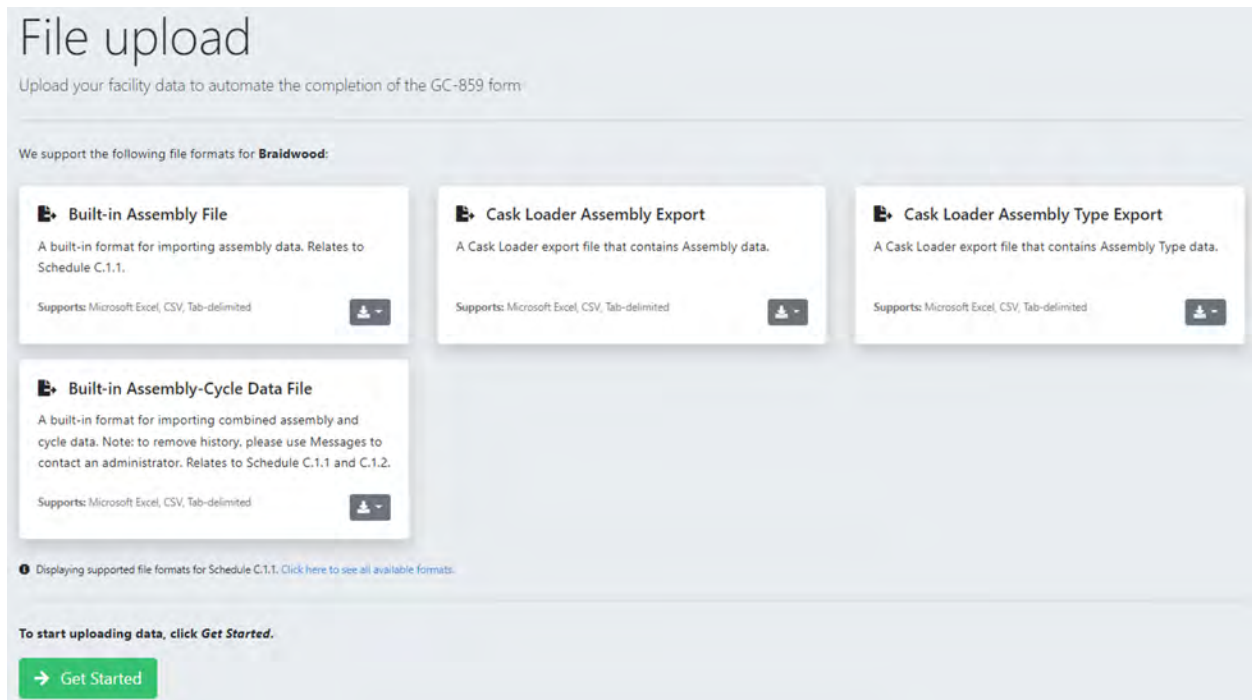 File upload
Upload your facility data to automate the completion of the GC-859 form
We support the following file formats for Braidwood:
Built-in Assembly File
A built-in format for importing assembly data. Relates to
Schedule C.1.1.
Supports: Microsoft Excel, CSV, Tab-delimited
Cask Loader Assembly Export
A Cask Loader export file that contains Assembly data.
Supports: Microsoft Excel, CSV, Tab-delimited
Cask Loader Assembly Type Export
A Cask Loader export file that contains Assembly Type data.
Supports: Microsoft Excel, CSV, Tab-delimited
Built-in Assembly-Cycle Data File
A built-in format for importing combined assembly and
cycle data. Note: to remove history, please use Messages to
contact an administrator. Relates to Schedule C.1.1 and C.1.2.
Supports: Microsoft Excel, CSV, Tab-delimited
Displaying supported file formats for Schedule C.1.1. Click here to see all available formats.
To start uploading data, click Get Started.
Get Started